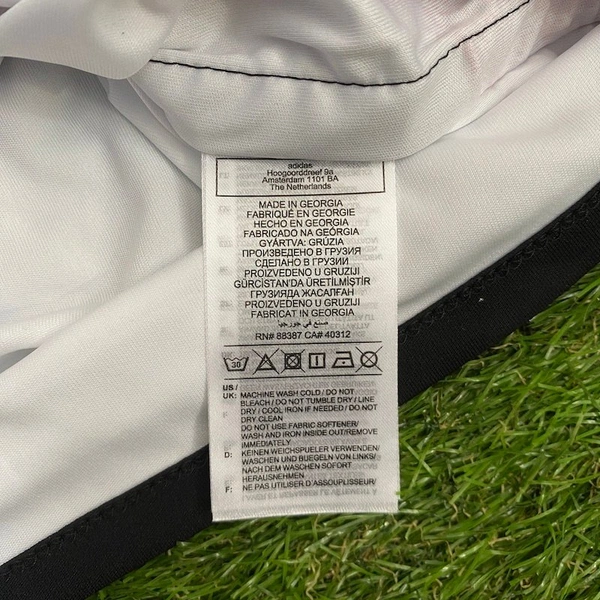 adidas
Hoogoorddreef 9a
Amsterdam 1101 BA
The Netherlands
MADE IN GEORGIA
FABRIQUÉ EN GEORGIE
HECHO EN GEORGIA
FABRICADO NA GEÓRGIA
GYÁRTVA: GRÚZIA
ПРОИЗВЕДЕНО В ГРУЗИЯ
СДЕЛАНО В ГРУЗИИ
PROIZVEDENO U GRUZIJI
GÜRCİSTAN'DA ÜRETİLMİŞTİR
ГРУЗИЯДА ЖАСАЛҒАН
PROIZVEDENO U GRUZIJI
FABRICAT IN GEORGIA
صنع في جورجيا
RN# 88387 CA# 40312
30
US /
UK: MACHINE WASH COLD / DO NOT
BLEACH / DO NOT TUMBLE DRY / LINE
DRY / COOL IRON IF NEEDED / DO NOT
DRY CLEAN
DO NOT USE FABRIC SOFTENER/
WASH AND IRON INSIDE OUT/REMOVE
IMMEDIATELY
D: KEINEN WEICHSPUELER VERWENDEN/
WASCHEN UND BUEGELN VON LINKS/
NACH DEM WASCHEN SOFORT
HERAUSNEHMEN
F: NE PAS UTILISER D'ASSOUPLISSEUR/